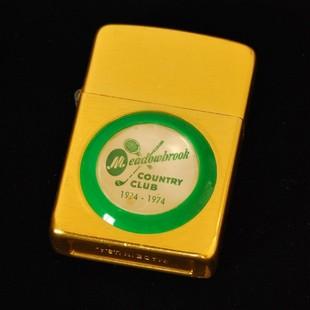 Meadowbrook
COUNTRY
CLUB
1924 - 1974